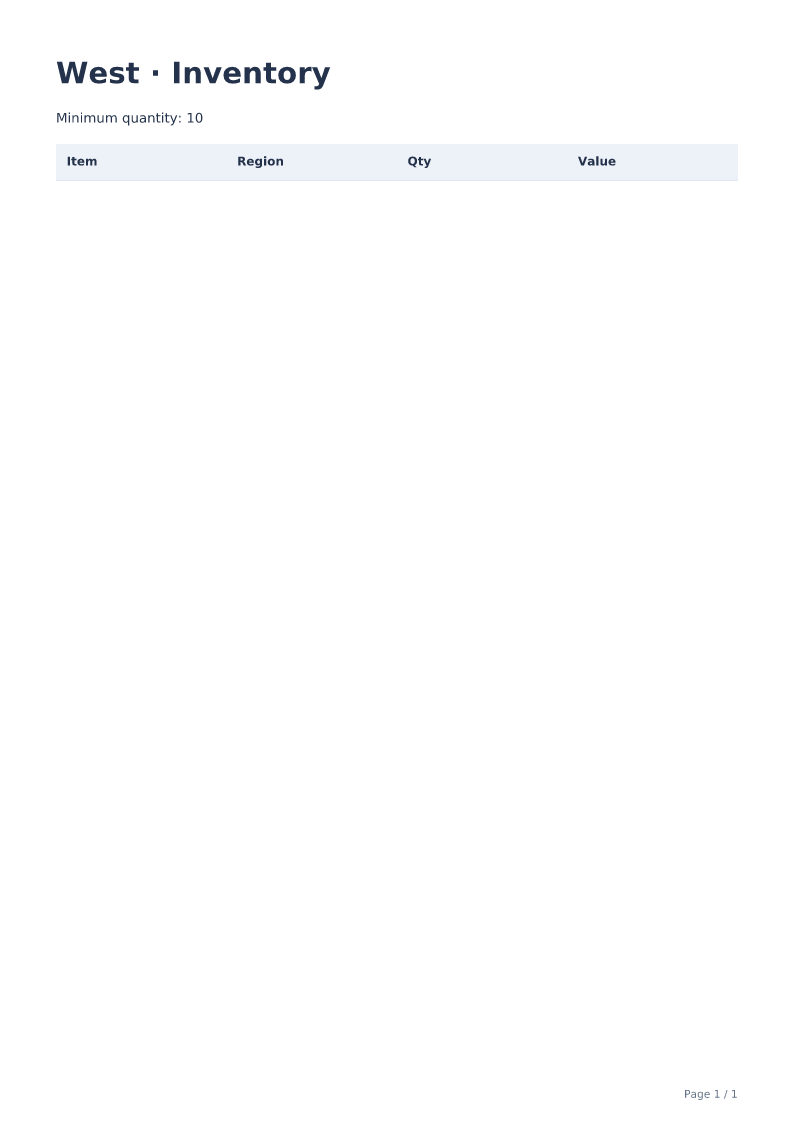 West · Inventory
Minimum quantity: 10
Item Region Qty Value
Page 1 / 1